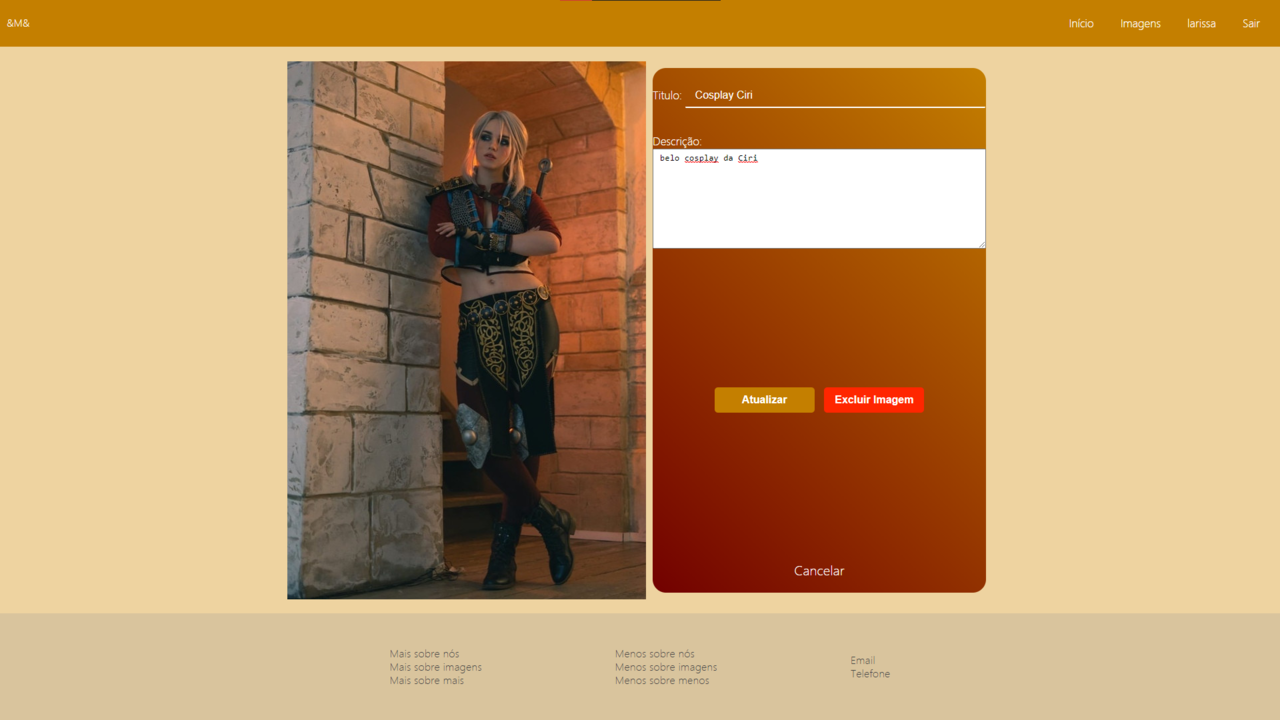 &M&
Início Imagens larissa Sair
Titulo: Cosplay Ciri
Descrição:
belo cosplay da Ciri
Atualizar Excluir Imagem
Cancelar
Mais sobre nós
Mais sobre imagens
Mais sobre mais
Menos sobre nós
Menos sobre imagens
Menos sobre menos
Email
Telefone